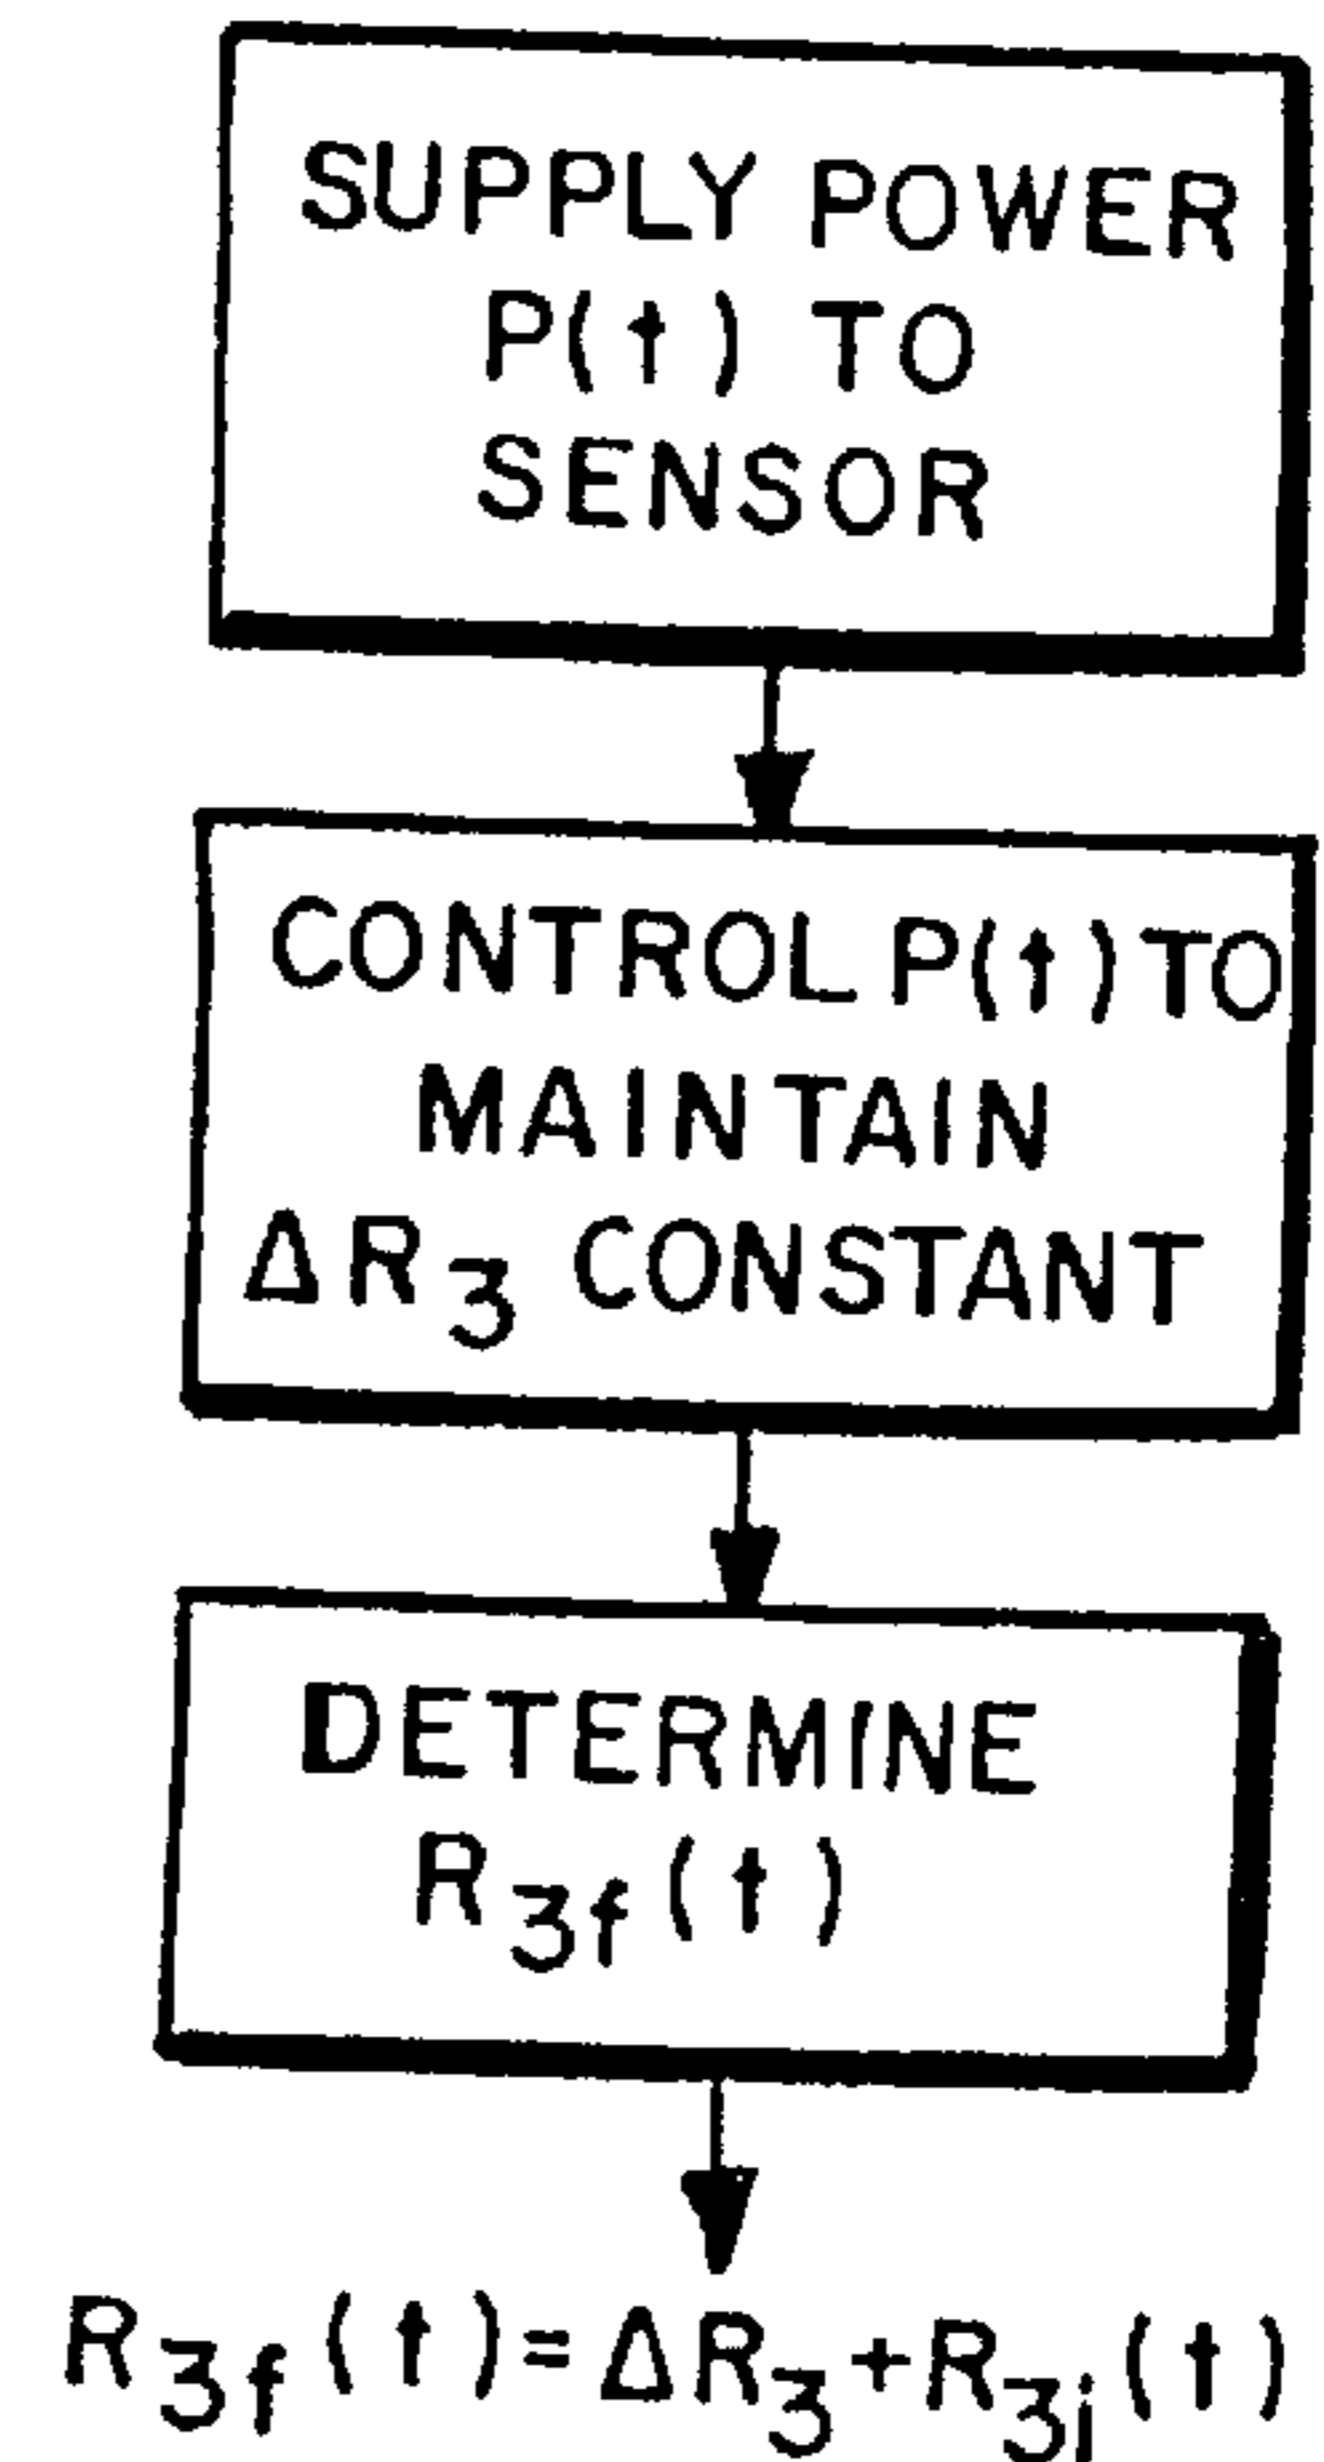 SUPPLY POWER
P(t) TO
SENSOR
CONTROL P(t) TO
MAINTAIN
ΔR₃ CONSTANT
DETERMINE
R₃f (t)
R₃f (t) = ΔR₃ + R₃i (t)